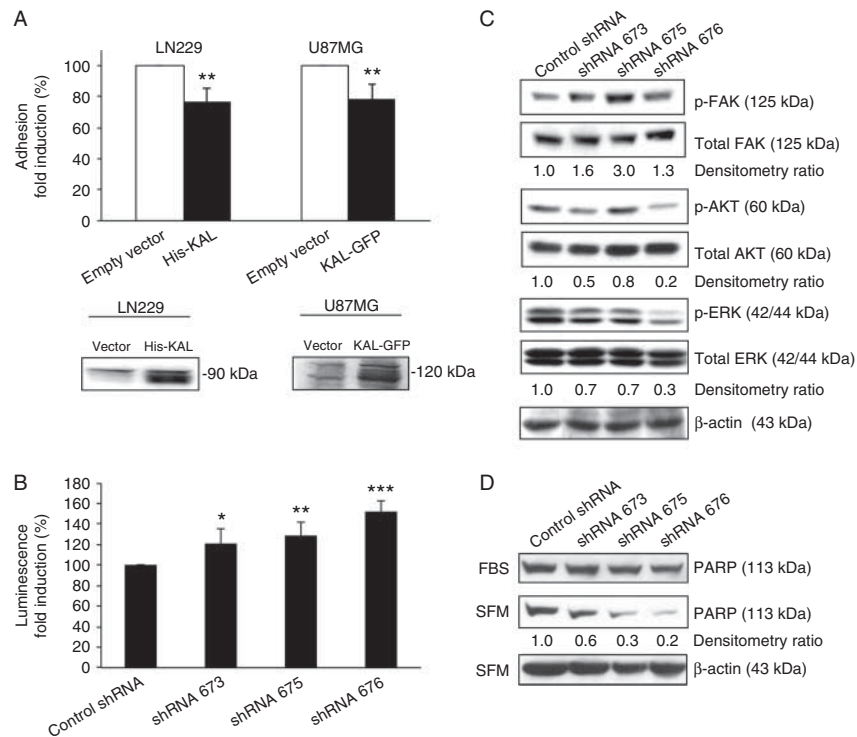 A
LN229
U87MG
**
**
Adhesion
fold induction (%)
100
80
60
40
20
0
Empty vector
His-KAL
Empty vector
KAL-GFP
LN229
Vector
His-KAL
-90 kDa
U87MG
Vector
KAL-GFP
-120 kDa
B
Luminescence
fold induction (%)
180
160
140
120
100
80
60
40
20
0
*
**
***
Control shRNA
shRNA 673
shRNA 675
shRNA 676
C
Control shRNA
shRNA 673
shRNA 675
shRNA 676
p-FAK (125 kDa)
Total FAK (125 kDa)
1.0 1.6 3.0 1.3 Densitometry ratio
p-AKT (60 kDa)
Total AKT (60 kDa)
1.0 0.5 0.8 0.2 Densitometry ratio
p-ERK (42/44 kDa)
Total ERK (42/44 kDa)
1.0 0.7 0.7 0.3 Densitometry ratio
β-actin (43 kDa)
D
Control shRNA
shRNA 673
shRNA 675
shRNA 676
FBS PARP (113 kDa)
SFM PARP (113 kDa)
1.0 0.6 0.3 0.2 Densitometry ratio
SFM β-actin (43 kDa)